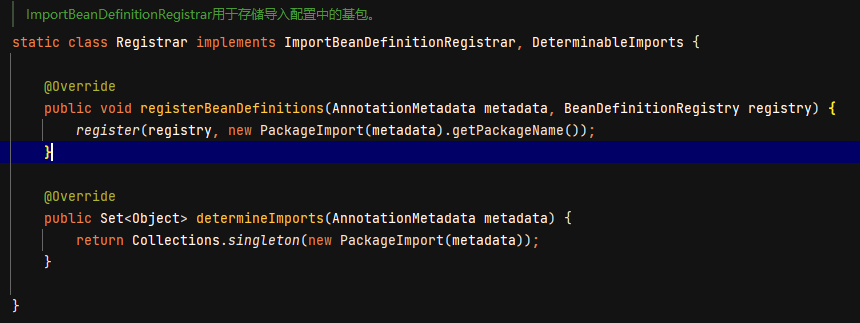 ImportBeanDefinitionRegistrar用于存储导入配置中的基包。
static class Registrar implements ImportBeanDefinitionRegistrar, DeterminableImports {
@Override
public void registerBeanDefinitions(AnnotationMetadata metadata, BeanDefinitionRegistry registry) {
register(registry, new PackageImport(metadata).getPackageName());
}
@Override
public Set<Object> determineImports(AnnotationMetadata metadata) {
return Collections.singleton(new PackageImport(metadata));
}
}